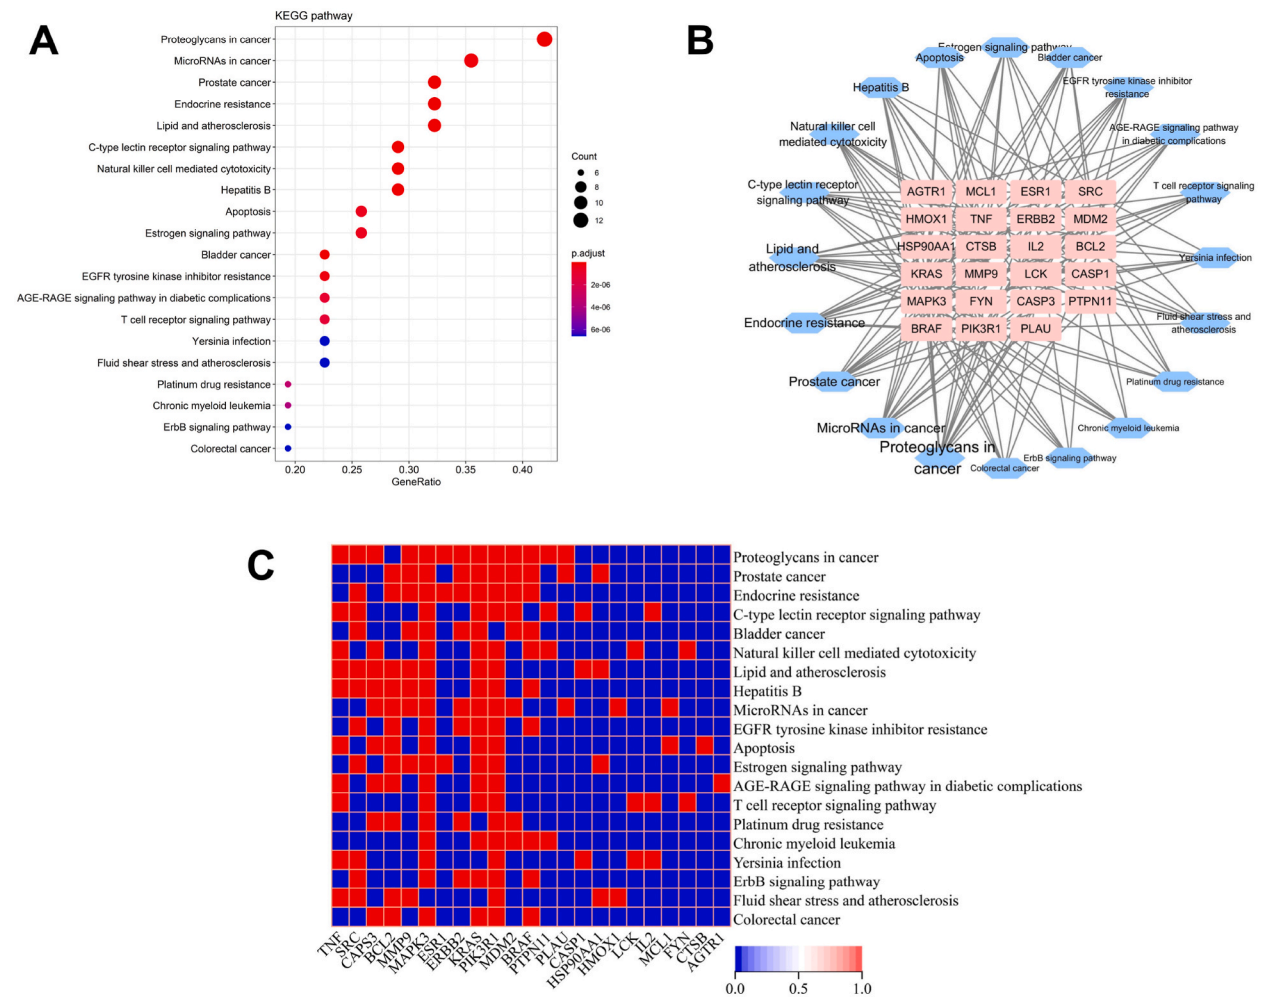 A
KEGG pathway
Proteoglycans in cancer
MicroRNAs in cancer
Prostate cancer
Endocrine resistance
Lipid and atherosclerosis
C-type lectin receptor signaling pathway
Natural killer cell mediated cytotoxicity
Hepatitis B
Apoptosis
Estrogen signaling pathway
Bladder cancer
EGFR tyrosine kinase inhibitor resistance
AGE-RAGE signaling pathway in diabetic complications
T cell receptor signaling pathway
Yersinia infection
Fluid shear stress and atherosclerosis
Platinum drug resistance
Chronic myeloid leukemia
ErbB signaling pathway
Colorectal cancer
0.20 0.25 0.30 0.35 0.40
GeneRatio
Count
6
8
10
12
p.adjust
2e-06
4e-06
6e-06
B
Estrogen signaling pathway
Apoptosis
Bladder cancer
Hepatitis B
EGFR tyrosine kinase inhibitor
resistance
Natural killer cell
mediated cytotoxicity
AGE-RAGE signaling pathway
in diabetic complications
C-type lectin receptor
signaling pathway
T cell receptor signaling
pathway
Lipid and
atherosclerosis
Yersinia infection
Endocrine resistance
Fluid shear stress and
atherosclerosis
Prostate cancer
Platinum drug resistance
MicroRNAs in cancer
Chronic myeloid leukemia
Proteoglycans in
cancer
Colorectal cancer
ErbB signaling pathway
AGTR1 MCL1 ESR1 SRC
HMOX1 TNF ERBB2 MDM2
HSP90AA1 CTSB IL2 BCL2
KRAS MMP9 LCK CASP1
MAPK3 FYN CASP3 PTPN11
BRAF PIK3R1 PLAU
C
Proteoglycans in cancer
Prostate cancer
Endocrine resistance
C-type lectin receptor signaling pathway
Bladder cancer
Natural killer cell mediated cytotoxicity
Lipid and atherosclerosis
Hepatitis B
MicroRNAs in cancer
EGFR tyrosine kinase inhibitor resistance
Apoptosis
Estrogen signaling pathway
AGE-RAGE signaling pathway in diabetic complications
T cell receptor signaling pathway
Platinum drug resistance
Chronic myeloid leukemia
Yersinia infection
ErbB signaling pathway
Fluid shear stress and atherosclerosis
Colorectal cancer
TNF SRC CAPS3 BCL2 MMP9 MAPK3 ESR1 ERBB2 KRAS PIK3R1 MDM2 BRAF PTPN11 PLAU CASP1 HSP90AA1 HMOX1 LCK IL2 MCL1 FYN CTSB AGTR1
0.0 0.5 1.0